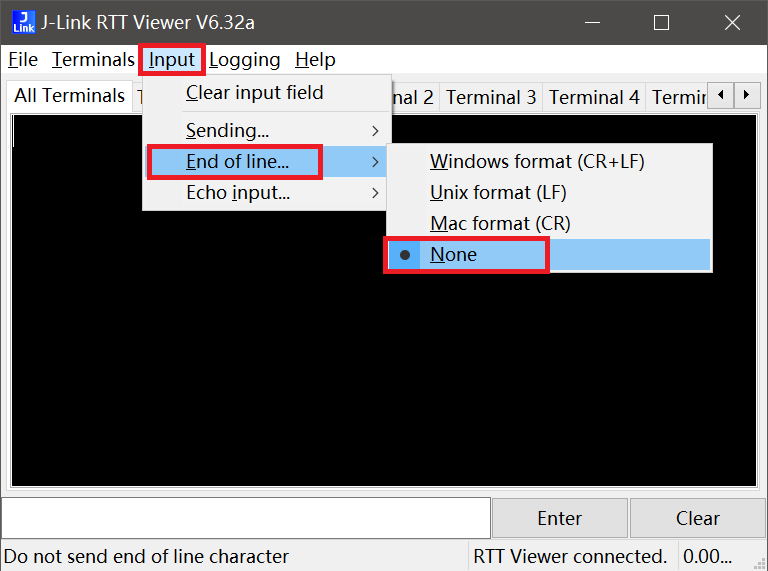 J-Link RTT Viewer V6.32a
File Terminals Input Logging Help
All Terminals nal 2 Terminal 3 Terminal 4
Clear input field
Sending...
End of line...
Echo input...
Windows format (CR+LF)
Unix format (LF)
Mac format (CR)
None
Enter Clear
Do not send end of line character RTT Viewer connected. 0.00...